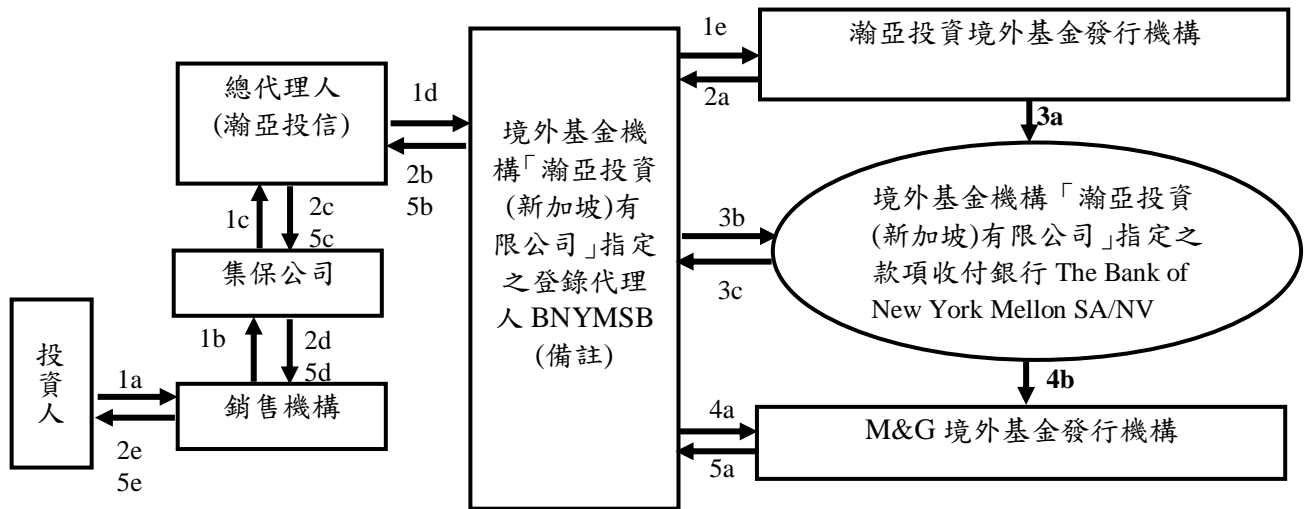 投
資
人
1a
2e
5e
總代理人
(瀚亞投信)
1c
2c
5c
集保公司
1b
2d
5d
銷售機構
1d
2b
5b
境外基金機
構「瀚亞投資
(新加坡)有
限公司」指定
之登錄代理
人 BNYMSB
(備註)
1e
2a
瀚亞投資境外基金發行機構
3a
3b
3c
境外基金機構「瀚亞投資
(新加坡)有限公司」指定之
款項收付銀行 The Bank of
New York Mellon SA/NV
4b
4a
5a
M&G 境外基金發行機構